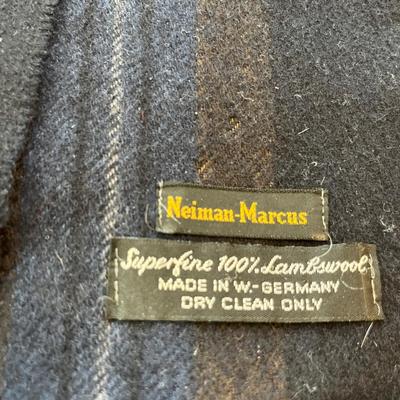 Neiman-Marcus
Superfine 100% Lambswool
MADE IN W.-GERMANY
DRY CLEAN ONLY